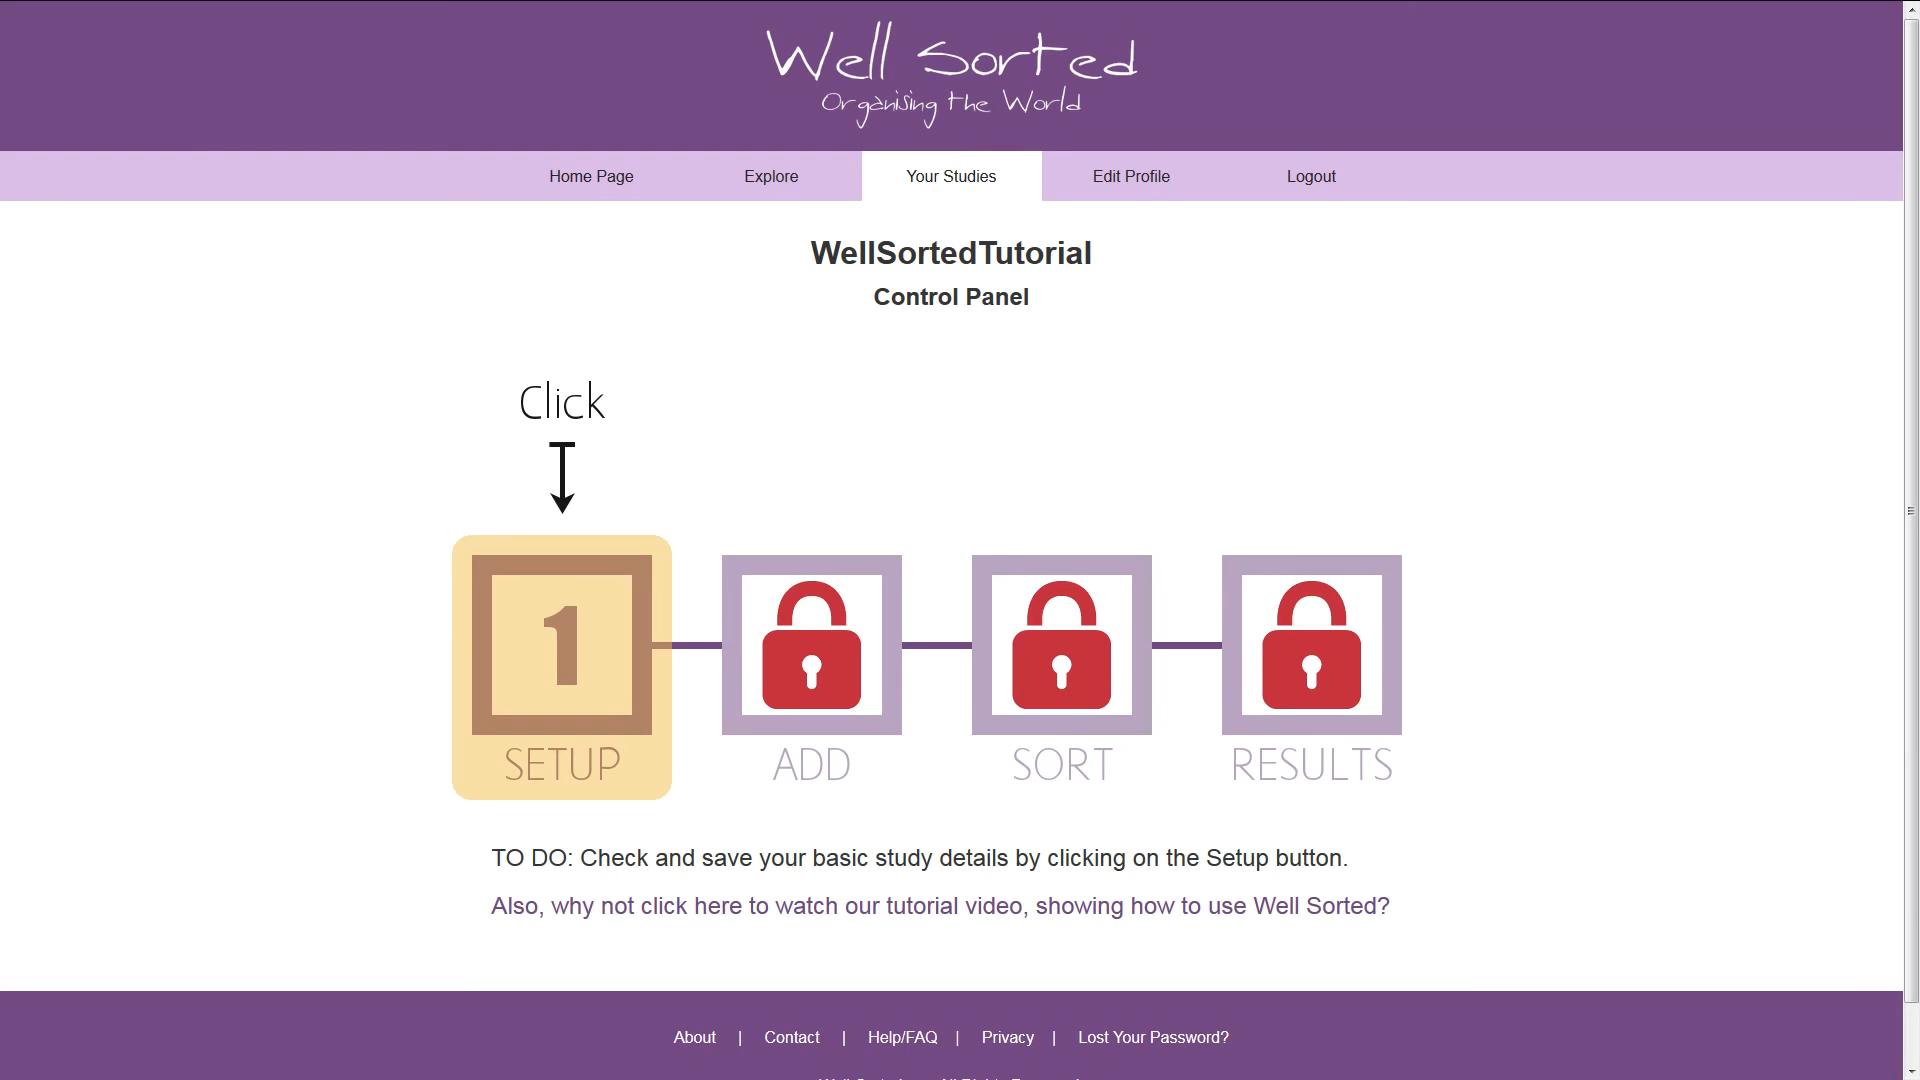 Well Sorted
Organising the World
Home Page Explore Your Studies Edit Profile Logout
WellSortedTutorial
Control Panel
Click
1
SETUP ADD SORT RESULTS
TO DO: Check and save your basic study details by clicking on the Setup button.
Also, why not click here to watch our tutorial video, showing how to use Well Sorted?
About | Contact | Help/FAQ | Privacy | Lost Your Password?